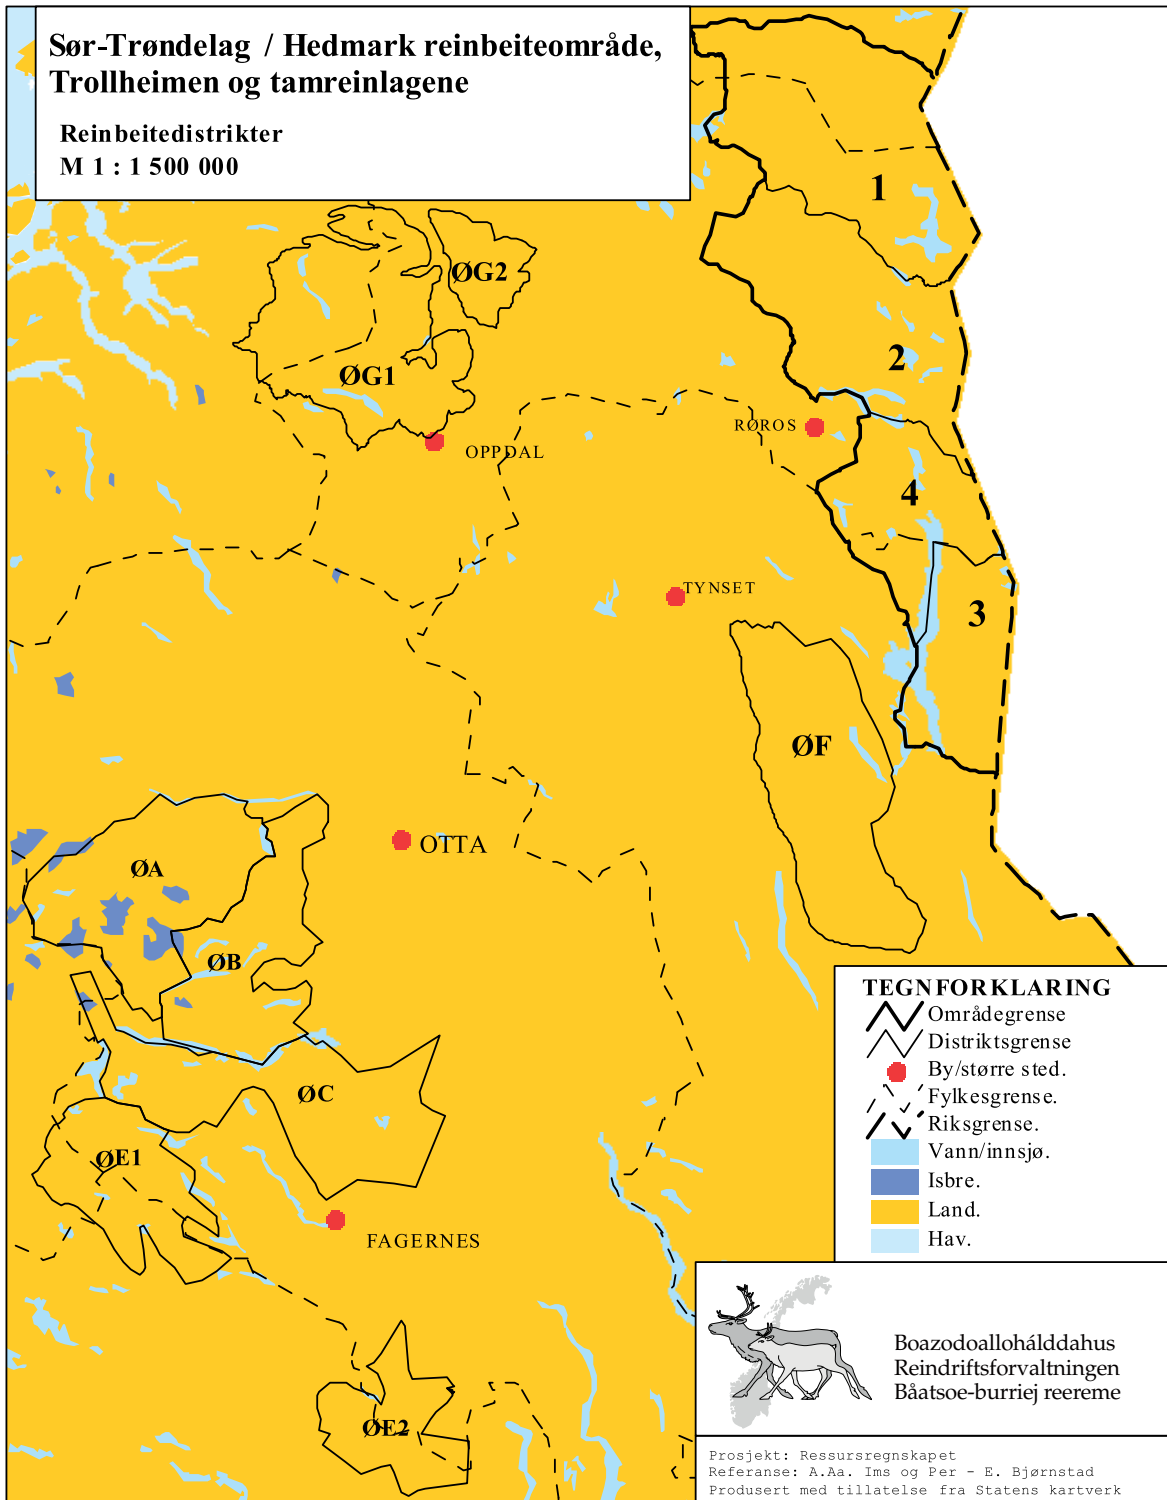 Sør-Trøndelag / Hedmark reinbeiteområde,
Trollheimen og tamreinlagene
Reinbeitedistrikter
M 1 : 1 500 000
1
ØG2
2
ØG1
RØROS
OPPDAL
4
TYNSET
3
ØF
OTTA
ØA
ØB
ØC
ØE1
FAGERNES
ØE2
TEGNFORKLARING
Områdegrense
Distriktsgrense
By/større sted.
Fylkesgrense.
Riksgrense.
Vann/innsjø.
Isbre.
Land.
Hav.
Boazodoallohálddahus
Reindriftsforvaltningen
Båatsoe-burriej reereme
Prosjekt: Ressursregnskapet
Referanse: A.Aa. Ims og Per - E. Bjørnstad
Produsert med tillatelse fra Statens kartverk